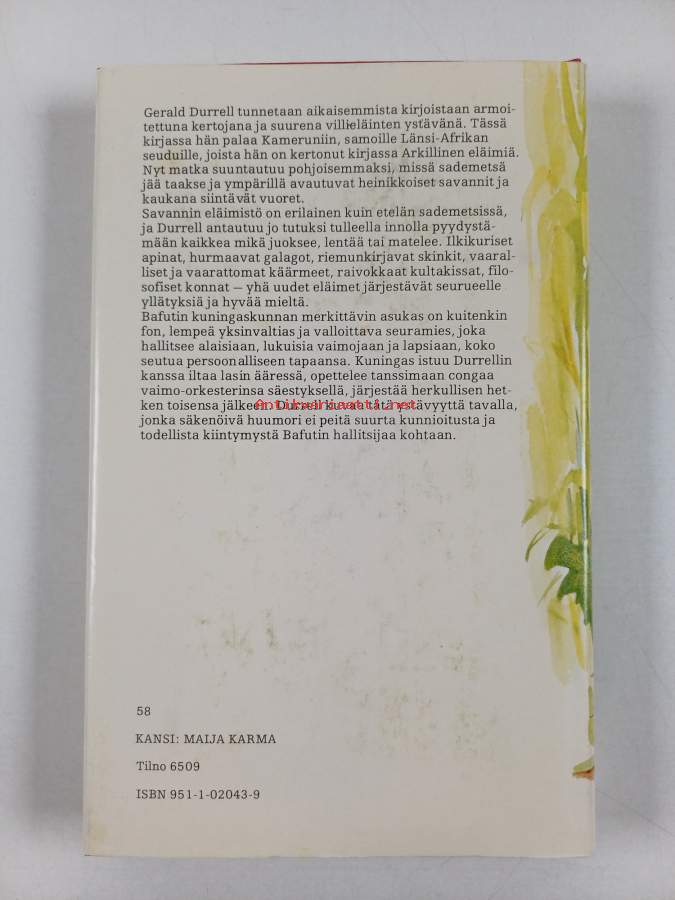 Gerald Durrell tunnetaan aikaisemmista kirjoistaan armoi-
tettuna kertojana ja suurena villieläinten ystävänä. Tässä
kirjassa hän palaa Kameruniin, samoille Länsi-Afrikan
seuduille, joista hän on kertonut kirjassa Arkillinen eläimiä.
Nyt matka suuntautuu pohjoisemmaksi, missä sademetsä
jää taakse ja ympärillä avautuvat heinikkoiset savannit ja
kaukana siintävät vuoret.
Savannin eläimistö on erilainen kuin etelän sademetsissä,
ja Durrell antautuu jo tutuksi tulleella innolla pyydystä-
mään kaikkea mikä juoksee, lentää tai matelee. Ilkikuriset
apinat, hurmaavat galagot, riemunkirjavat skinkit, vaaral-
liset ja vaarattomat käärmeet, raivokkaat kultakissat, filo-
sofiset konnat – yhä uudet eläimet järjestävät seurueelle
yllätyksiä ja hyvää mieltä.
Bafutin kuningaskunnan merkittävin asukas on kuitenkin
fon, lempeä yksinvaltias ja valloittava seuramies, joka
hallitsee alaisiaan, lukuisia vaimojaan ja lapsiaan, koko
seutua persoonalliseen tapaansa. Kuningas istuu Durrellin
kanssa iltaa lasin ääressä, opettelee tanssimaan congaa
vaimo-orkesterinsa säestyksellä, järjestää herkullisen het-
ken toisensa jälkeen. Durrell kuvaa tätä ystävyyttä tavalla,
jonka säkenöivä huumori ei peitä suurta kunnioitusta ja
todellista kiintymystä Bafutin hallitsijaa kohtaan.
Antikvariaatti.net
58
KANSI: MAIJA KARMA
Tilno 6509
ISBN 951-1-02043-9